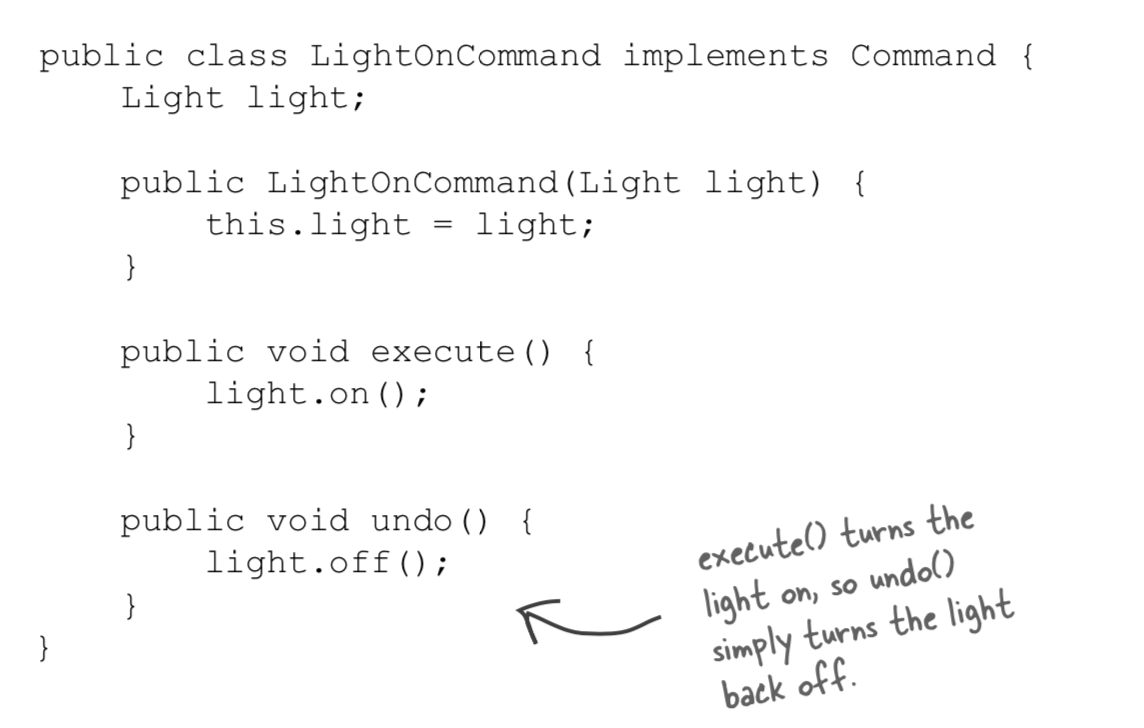 public class LightOnCommand implements Command {
Light light;
public LightOnCommand(Light light) {
this.light = light;
}
public void execute() {
light.on();
}
public void undo() {
light.off();
}
}
execute() turns the
light on, so undo()
simply turns the light
back off.